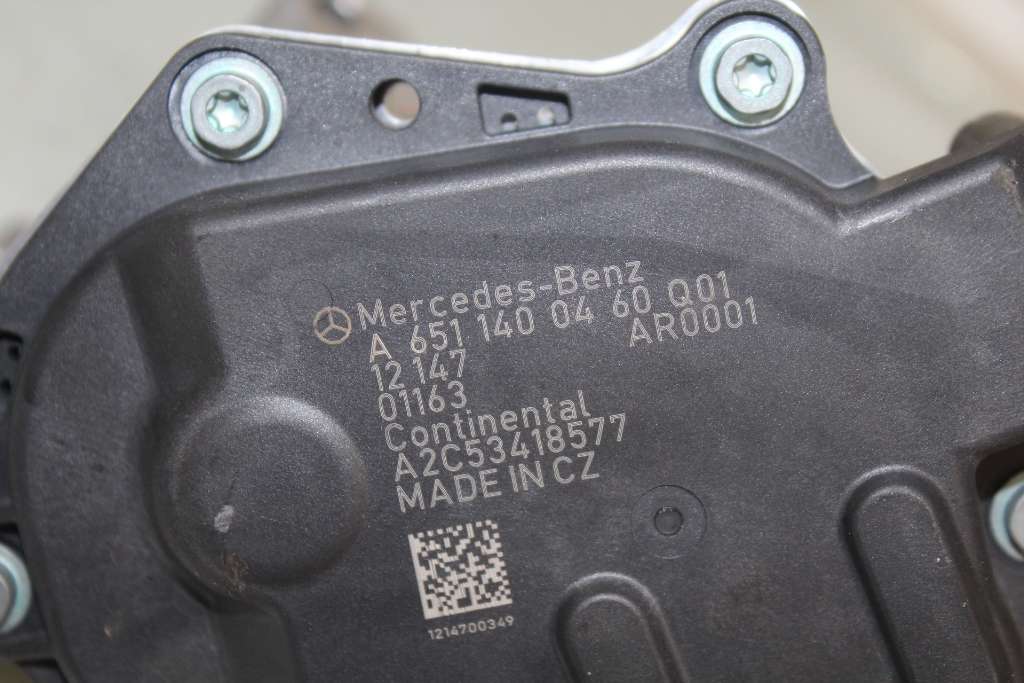 Mercedes-Benz
A 651 140 04 60 Q01
12 147 AR0001
01163
Continental
A2C53418577
MADE IN CZ
1214700349